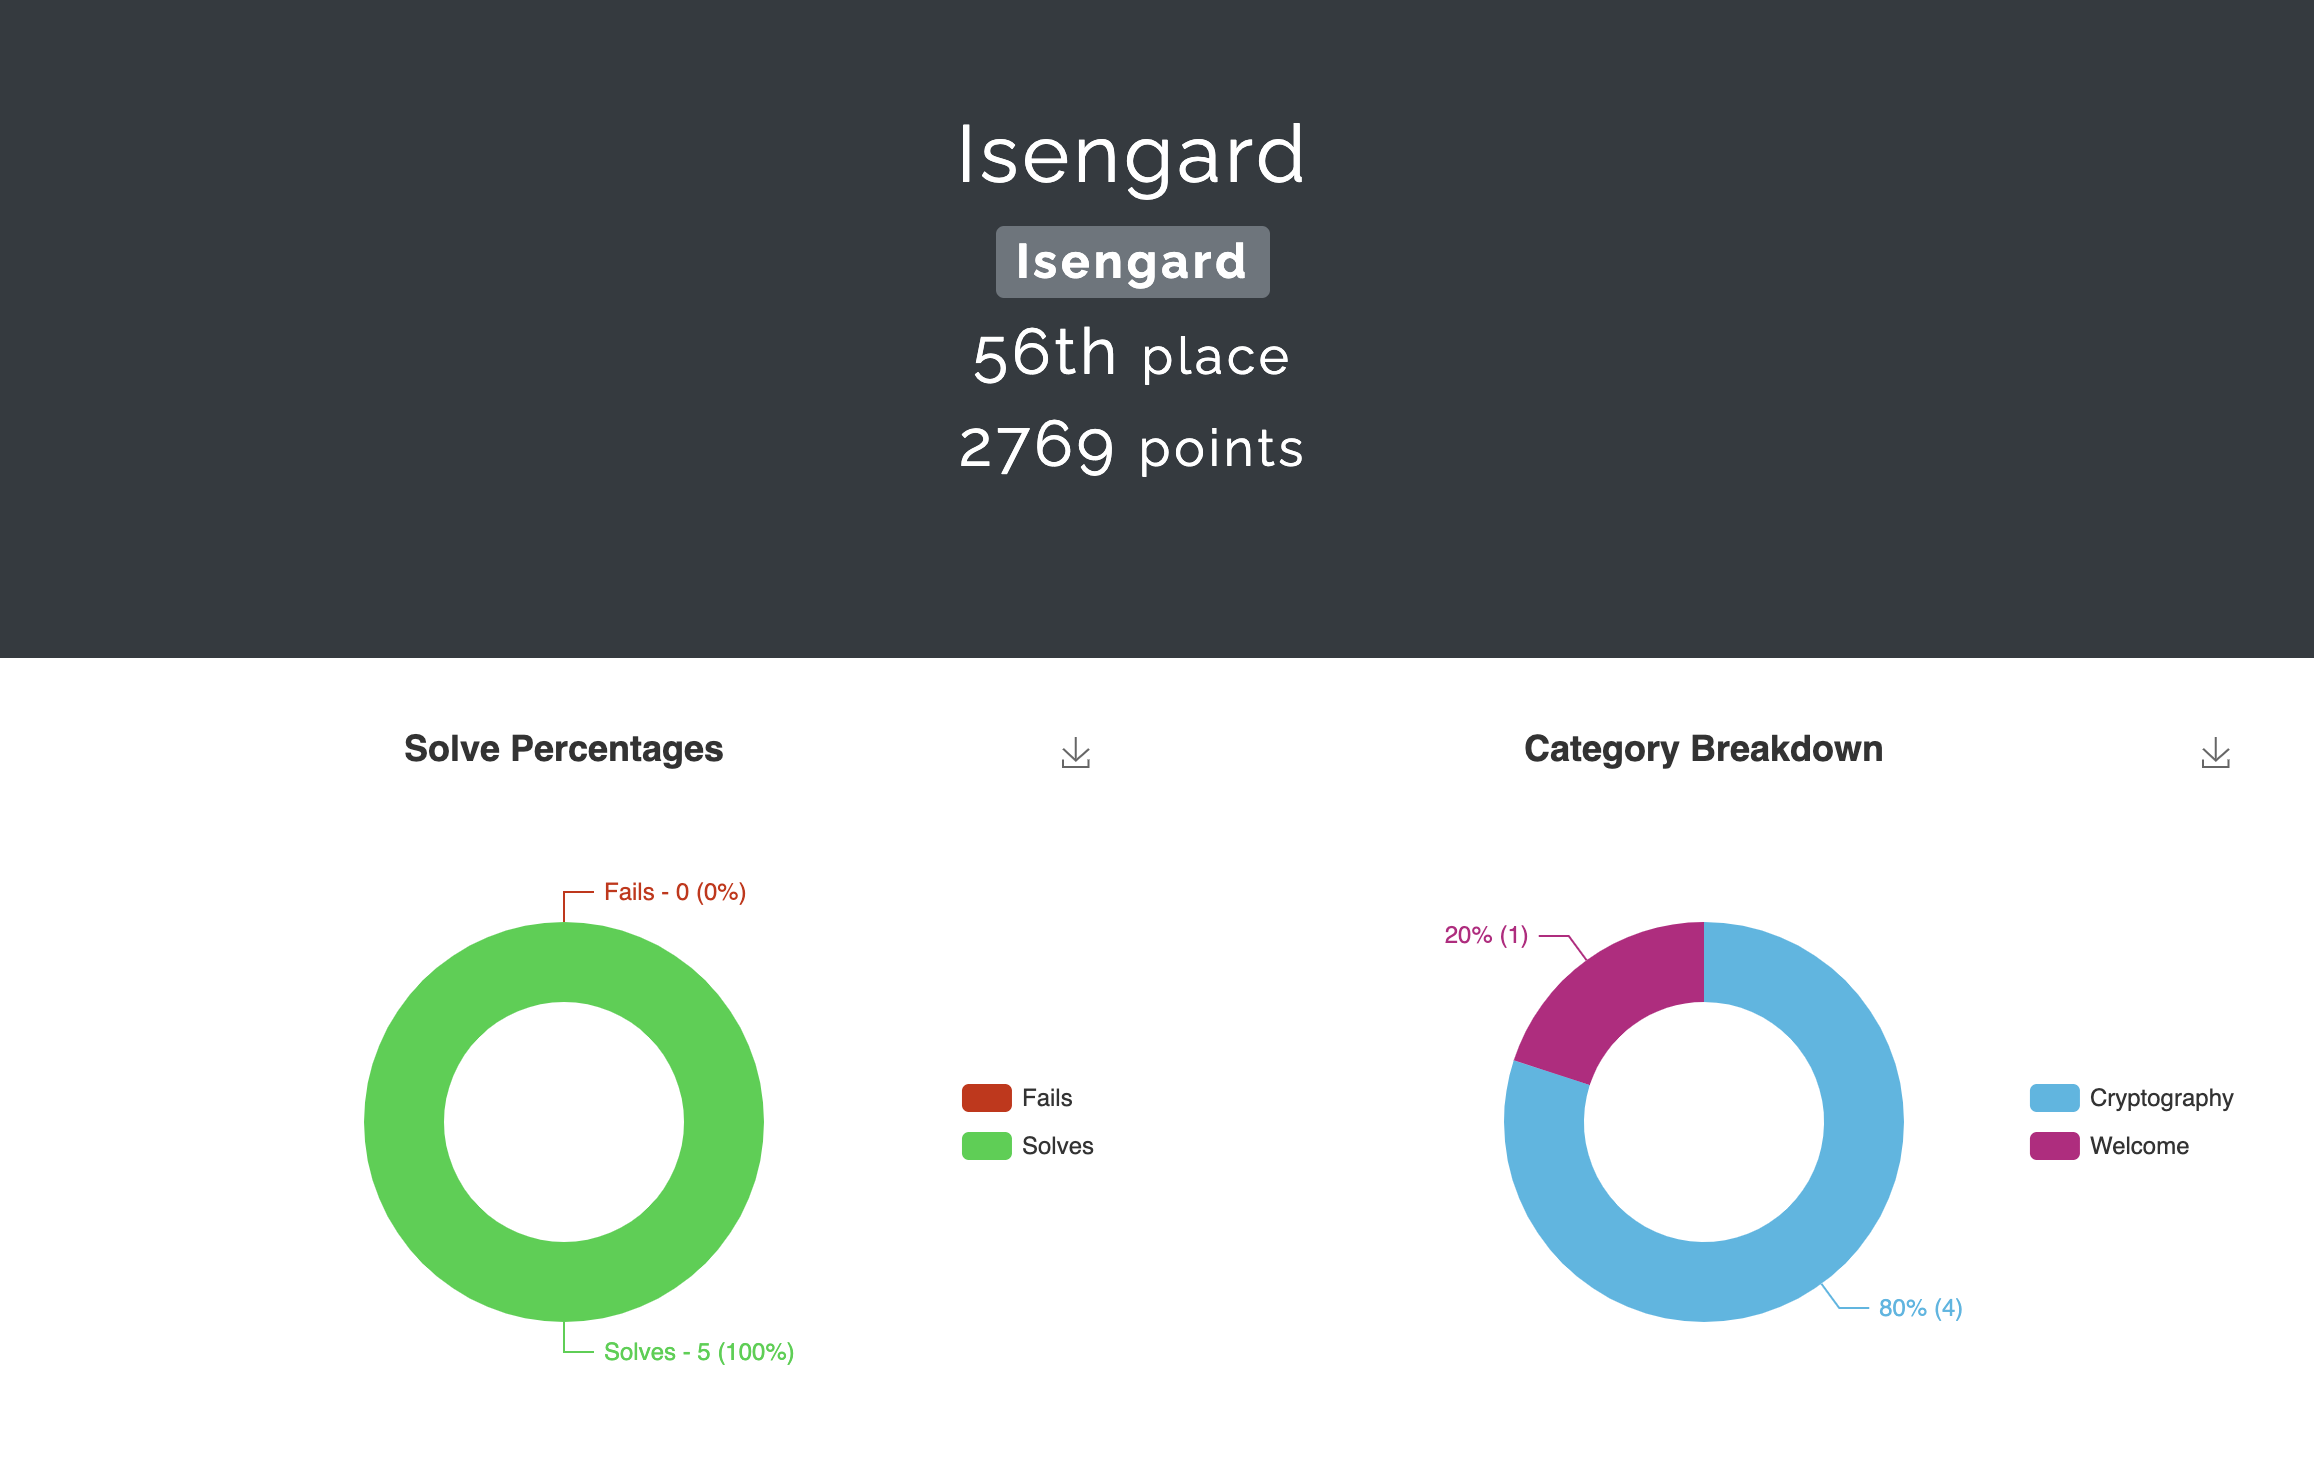 Isengard
Isengard
56th place
2769 points
Solve Percentages
Fails - 0 (0%)
Fails
Solves
Solves - 5 (100%)
Category Breakdown
20% (1)
Cryptography
Welcome
80% (4)